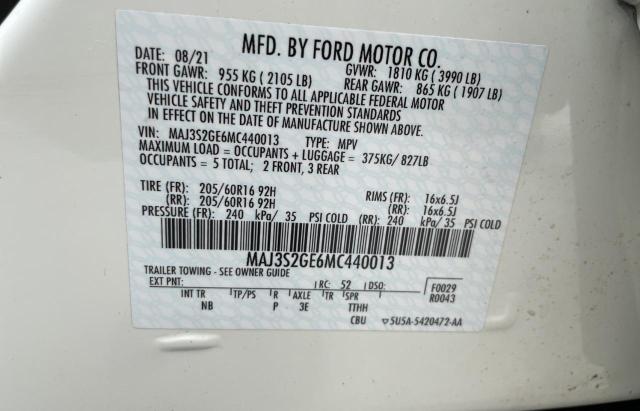 MFD. BY FORD MOTOR CO.
DATE: 08/21 GVWR: 1810 KG ( 3990 LB)
FRONT GAWR: 955 KG ( 2105 LB) REAR GAWR: 865 KG ( 1907 LB)
THIS VEHICLE CONFORMS TO ALL APPLICABLE FEDERAL MOTOR
VEHICLE SAFETY AND THEFT PREVENTION STANDARDS
IN EFFECT ON THE DATE OF MANUFACTURE SHOWN ABOVE.
VIN: MAJ3S2GE6MC440013 TYPE: MPV
MAXIMUM LOAD = OCCUPANTS + LUGGAGE = 375KG/ 827LB
OCCUPANTS = 5 TOTAL; 2 FRONT, 3 REAR
TIRE (FR): 205/60R16 92H RIMS (FR): 16x6.5J
(RR): 205/60R16 92H (RR): 16x6.5J
PRESSURE (FR): 240 kPa/ 35 PSI COLD (RR): 240 kPa/ 35 PSI COLD
MAJ3S2GE6MC440013
TRAILER TOWING - SEE OWNER GUIDE
EXT PNT: RC: 52 DSO: F0029
R0043
INT TR TP/PS R AXLE TR SPR
NB P 3E TTHH
CBU 5U5A-5420472-AA